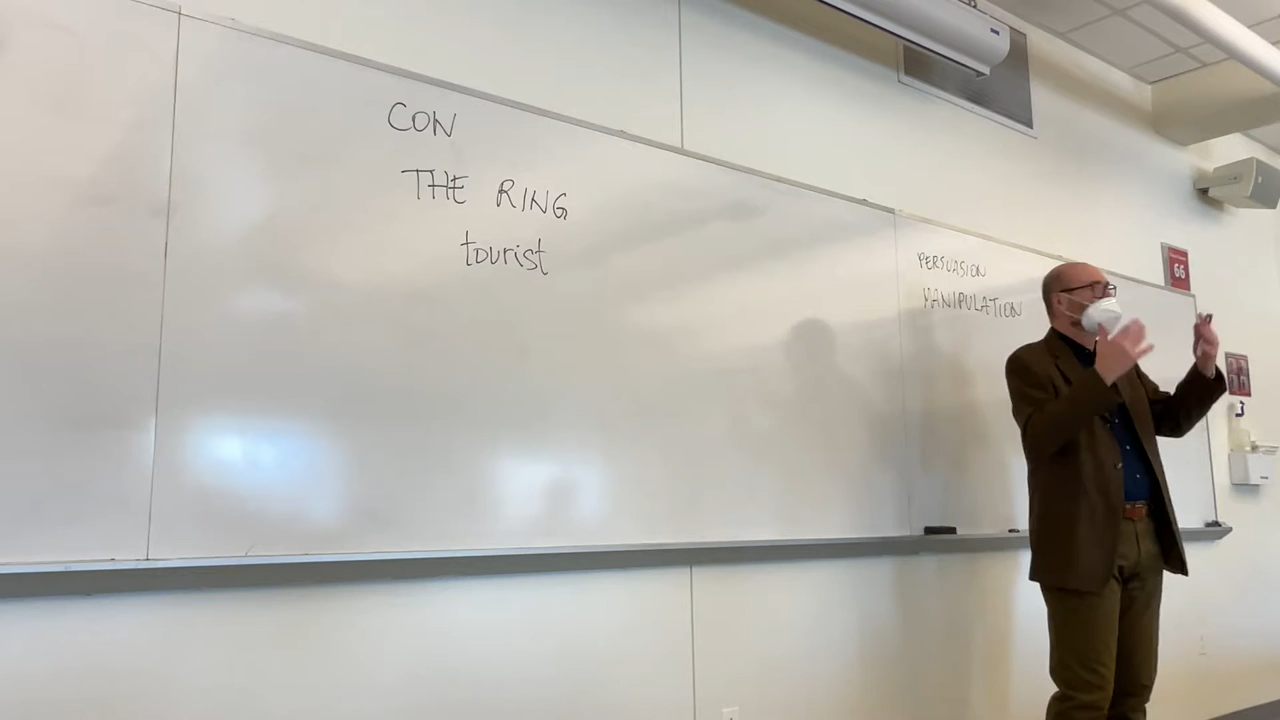 CON
THE RING
tourist
PERSUASION
MANIPULATION
66